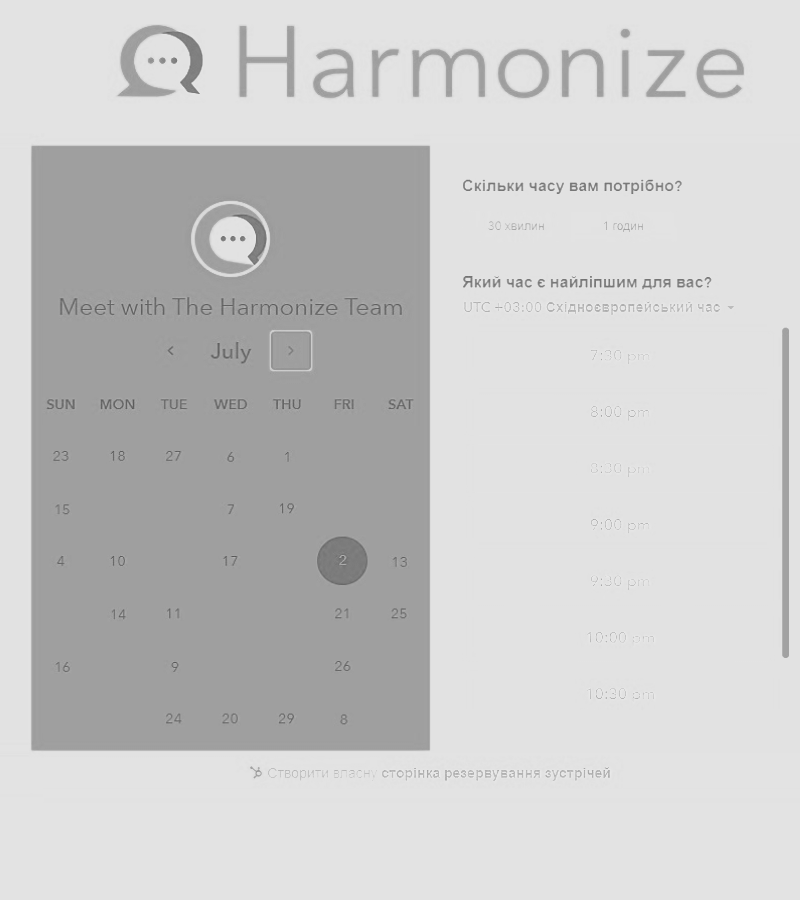 Harmonize
Meet with The Harmonize Team
July
SUN MON TUE WED THU FRI SAT
23 18 27 6 1
15 7 19
4 10 17 2 13
14 11 21 25
16 9 26
24 20 29 8
Скільки часу вам потрібно?
30 хвилин 1 годин
Який час є найліпшим для вас?
UTC +03:00 Східноєвропейський час
7:30 pm
8:00 pm
8:30 pm
9:00 pm
9:30 pm
10:00 pm
10:30 pm
Створити власну сторінка резервування зустрічей